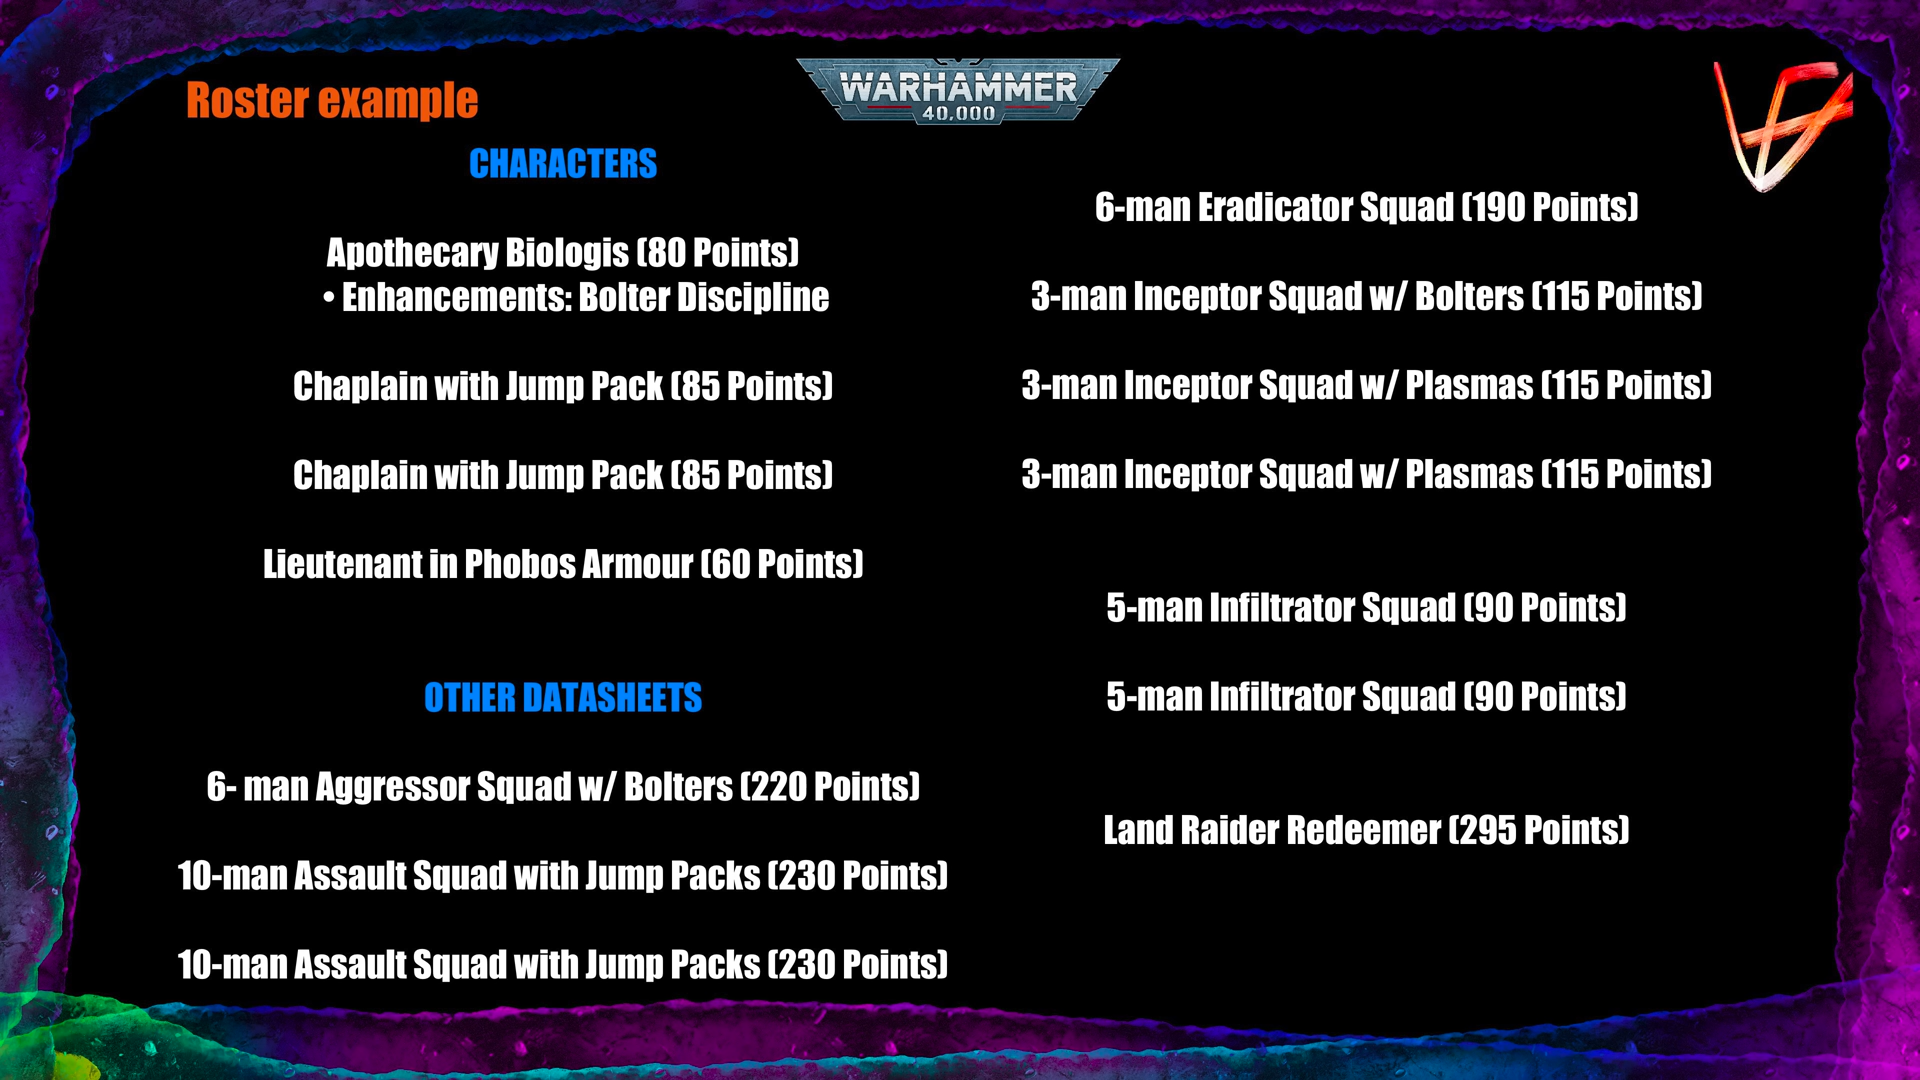 Roster example
WARHAMMER
40,000
CHARACTERS
Apothecary Biologis (80 Points)
• Enhancements: Bolter Discipline
Chaplain with Jump Pack (85 Points)
Chaplain with Jump Pack (85 Points)
Lieutenant in Phobos Armour (60 Points)
OTHER DATASHEETS
6- man Aggressor Squad w/ Bolters (220 Points)
10-man Assault Squad with Jump Packs (230 Points)
10-man Assault Squad with Jump Packs (230 Points)
6-man Eradicator Squad (190 Points)
3-man Inceptor Squad w/ Bolters (115 Points)
3-man Inceptor Squad w/ Plasmas (115 Points)
3-man Inceptor Squad w/ Plasmas (115 Points)
5-man Infiltrator Squad (90 Points)
5-man Infiltrator Squad (90 Points)
Land Raider Redeemer (295 Points)